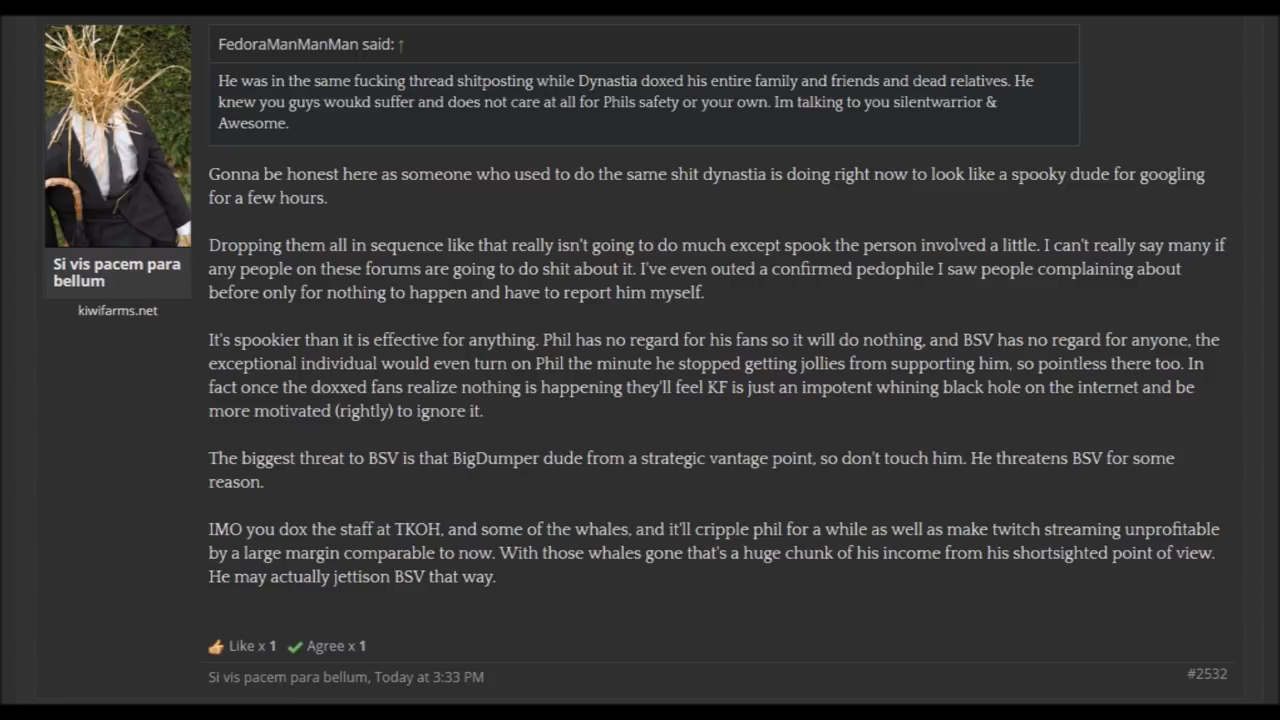 FedoraManManMan said: ↑
He was in the same fucking thread shitposting while Dynastia doxed his entire family and friends and dead relatives. He
knew you guys woukd suffer and does not care at all for Phils safety or your own. Im talking to you silentwarrior &
Awesome.
Gonna be honest here as someone who used to do the same shit dynastia is doing right now to look like a spooky dude for googling
for a few hours.
Dropping them all in sequence like that really isn't going to do much except spook the person involved a little. I can't really say many if
any people on these forums are going to do shit about it. I've even outed a confirmed pedophile I saw people complaining about
before only for nothing to happen and have to report him myself.
It's spookier than it is effective for anything. Phil has no regard for his fans so it will do nothing, and BSV has no regard for anyone, the
exceptional individual would even turn on Phil the minute he stopped getting jollies from supporting him, so pointless there too. In
fact once the doxxed fans realize nothing is happening they'll feel KF is just an impotent whining black hole on the internet and be
more motivated (rightly) to ignore it.
The biggest threat to BSV is that BigDumper dude from a strategic vantage point, so don't touch him. He threatens BSV for some
reason.
IMO you dox the staff at TKOH, and some of the whales, and it'll cripple phil for a while as well as make twitch streaming unprofitable
by a large margin comparable to now. With those whales gone that's a huge chunk of his income from his shortsighted point of view.
He may actually jettison BSV that way.
Si vis pacem para
bellum
kiwifarms.net
Like x 1 Agree x 1
Si vis pacem para bellum, Today at 3:33 PM
#2532